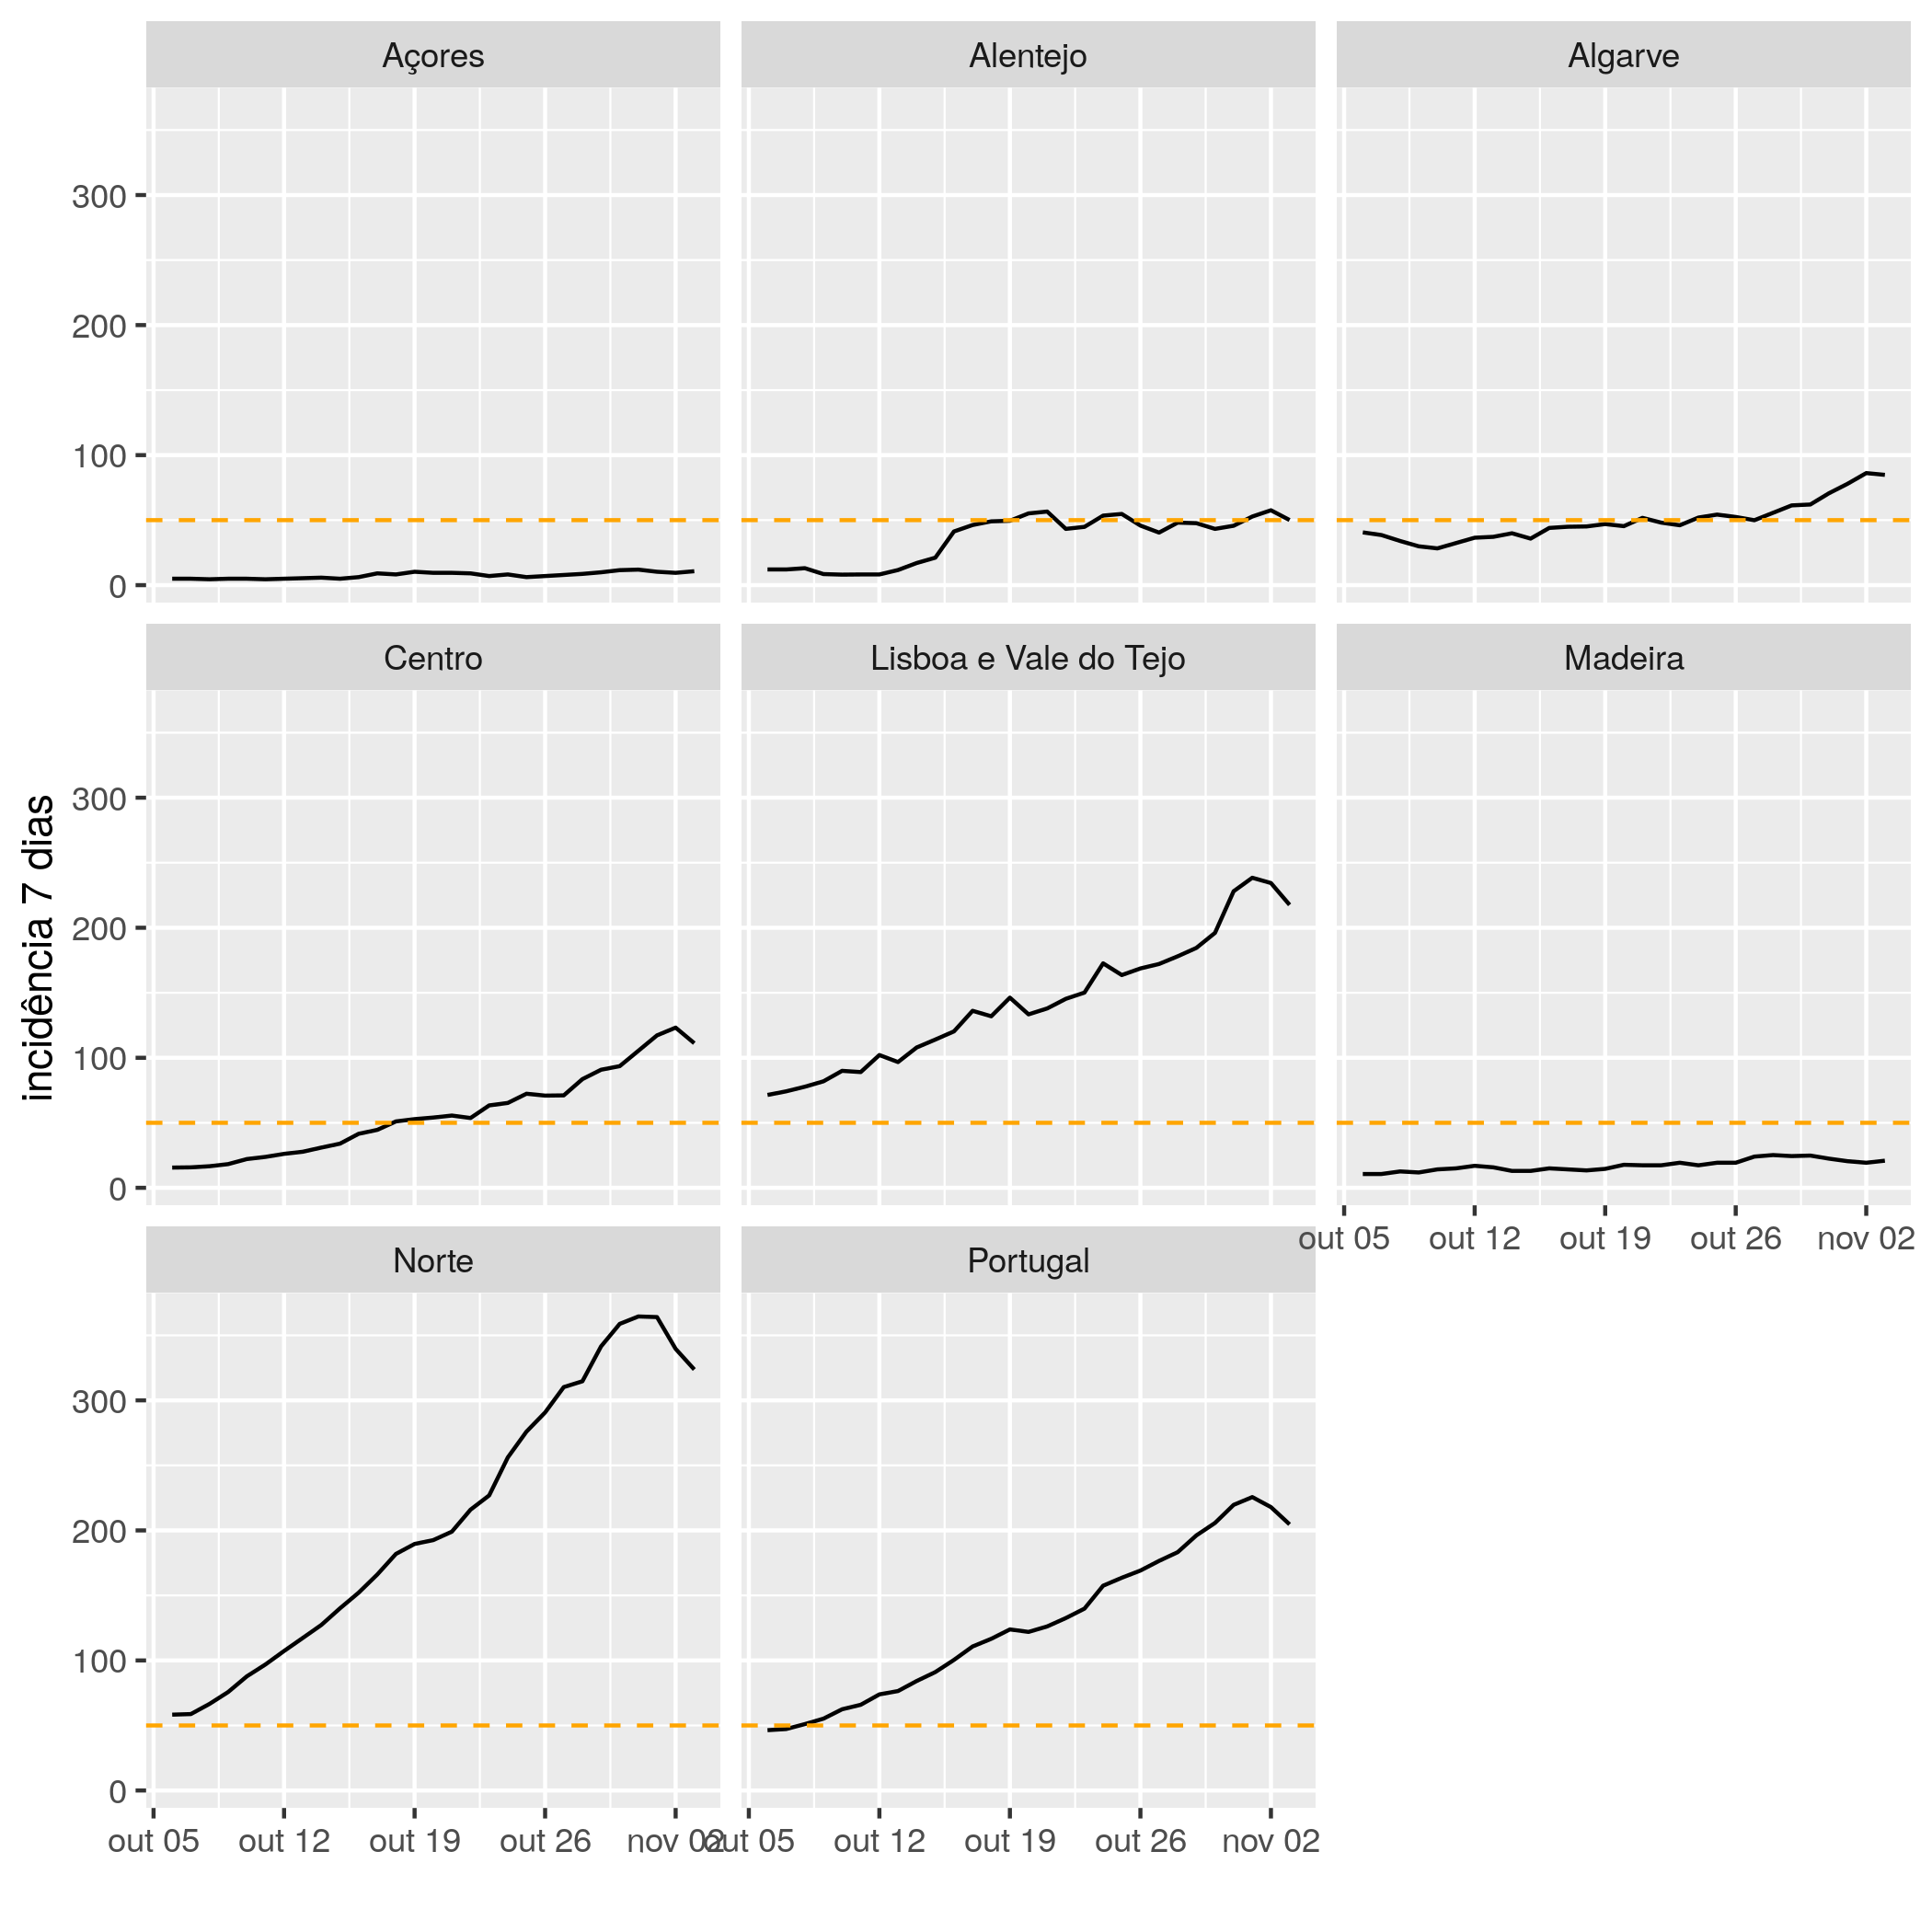 Açores
Alentejo
Algarve
300
200
100
0
Centro
Lisboa e Vale do Tejo
Madeira
incidência 7 dias
300
200
100
0
out 05
out 12
out 19
out 26
nov 02
Norte
Portugal
300
200
100
0
out 05
out 12
out 19
out 26
nov 02
out 05
out 12
out 19
out 26
nov 02